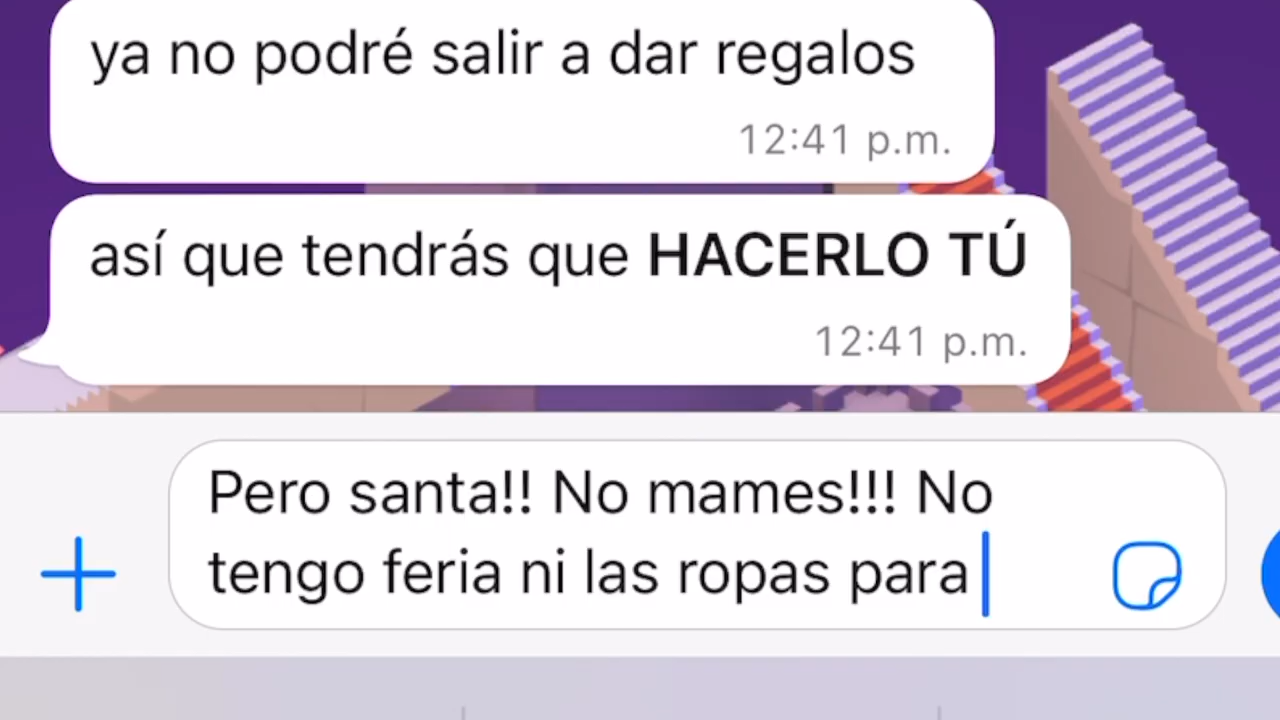 ya no podré salir a dar regalos
12:41 p.m.
así que tendrás que HACERLO TÚ
12:41 p.m.
Pero santa!! No mames!!! No
tengo feria ni las ropas para